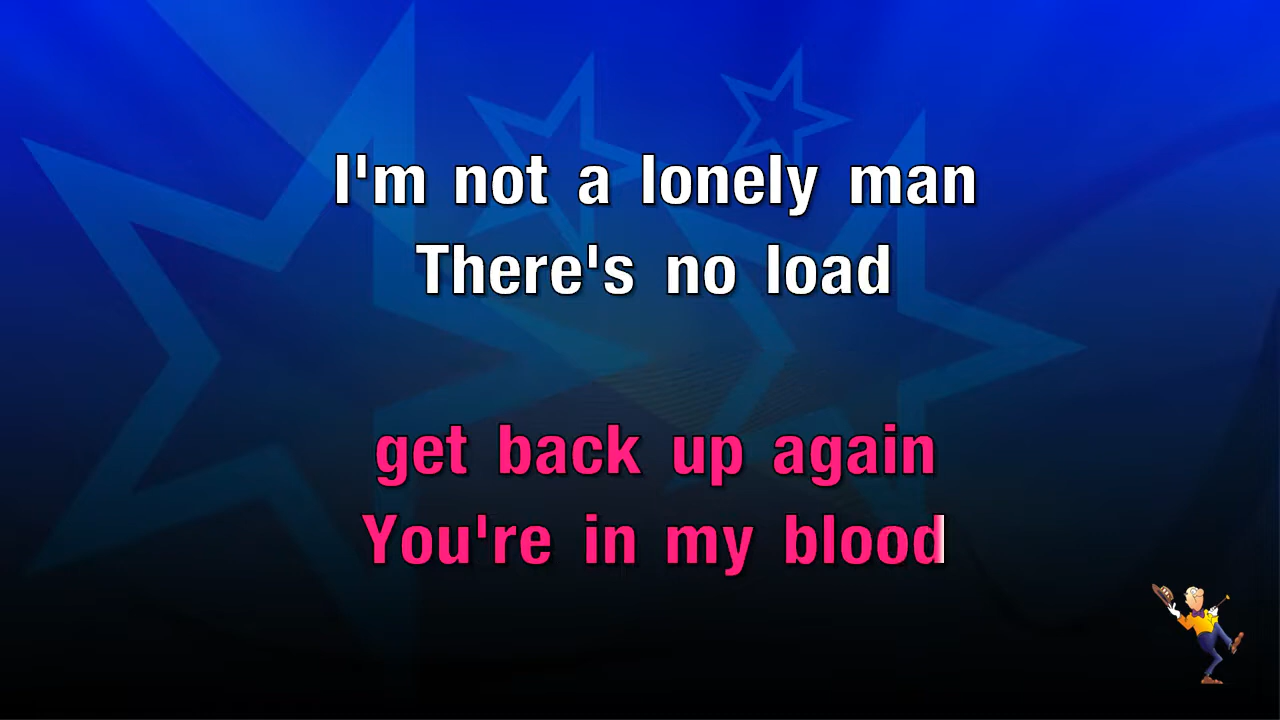 I'm not a lonely man
There's no load
get back up again
You're in my blood